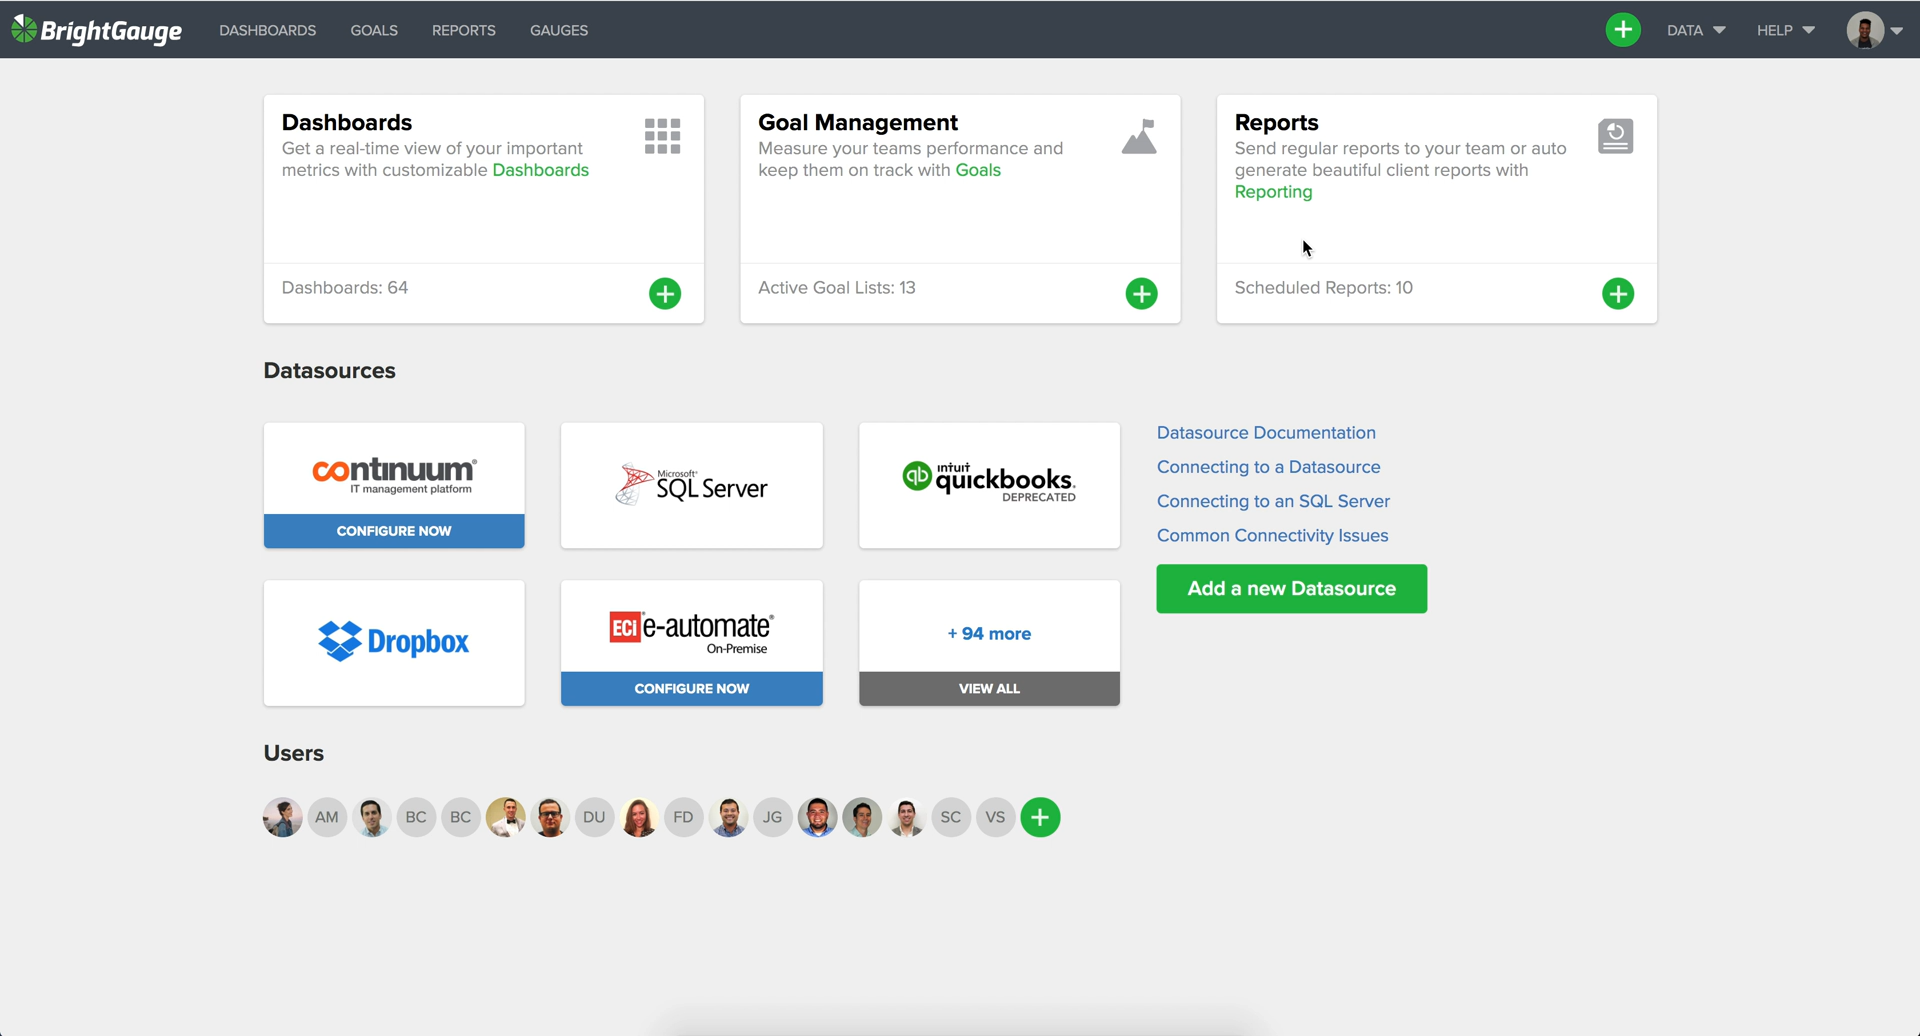 BrightGauge DASHBOARDS GOALS REPORTS GAUGES DATA HELP
Dashboards
Get a real-time view of your important
metrics with customizable Dashboards
Dashboards: 64
Goal Management
Measure your teams performance and
keep them on track with Goals
Active Goal Lists: 13
Reports
Send regular reports to your team or auto
generate beautiful client reports with
Reporting
Scheduled Reports: 10
Datasources
continuum®
IT management platform
CONFIGURE NOW
Microsoft®
SQL Server
qb intuit
quickbooks.
DEPRECATED
Dropbox
ECi® e-automate®
On-Premise
CONFIGURE NOW
+ 94 more
VIEW ALL
Datasource Documentation
Connecting to a Datasource
Connecting to an SQL Server
Common Connectivity Issues
Add a new Datasource
Users
AM BC BC DU FD JG SC VS